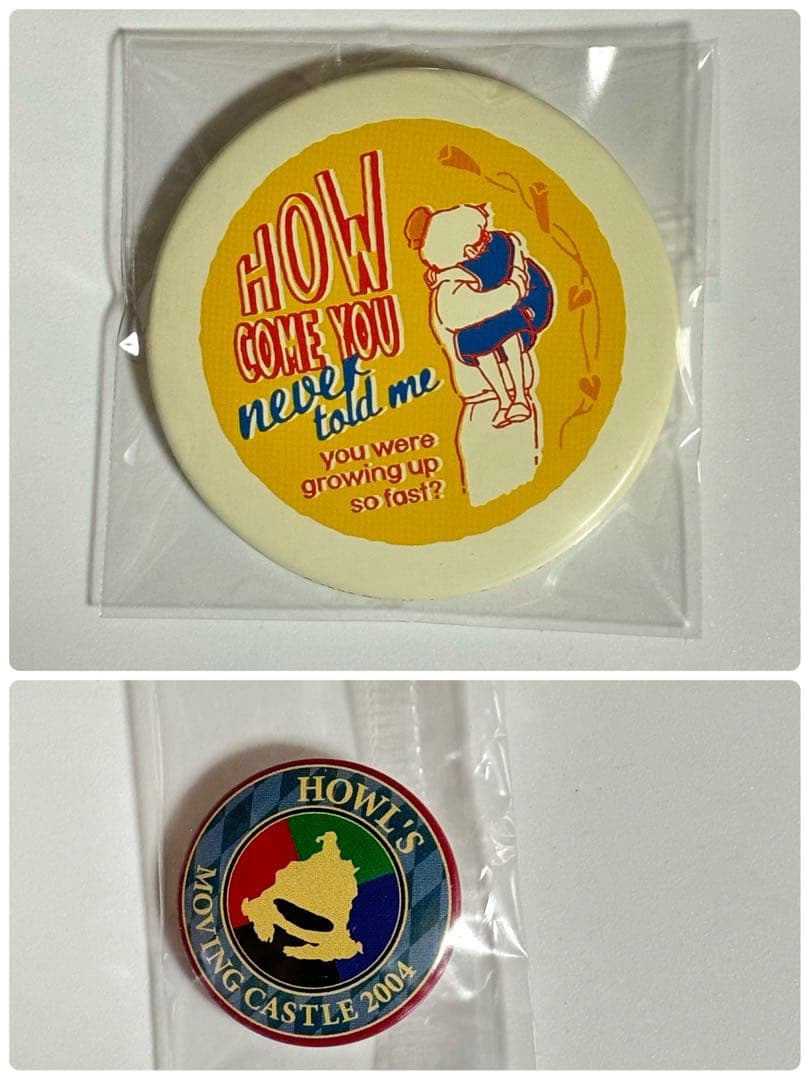 HOW
COME YOU
never
told me
you were
growing up
so fast?
HOWL'S
MOVING CASTLE 2004